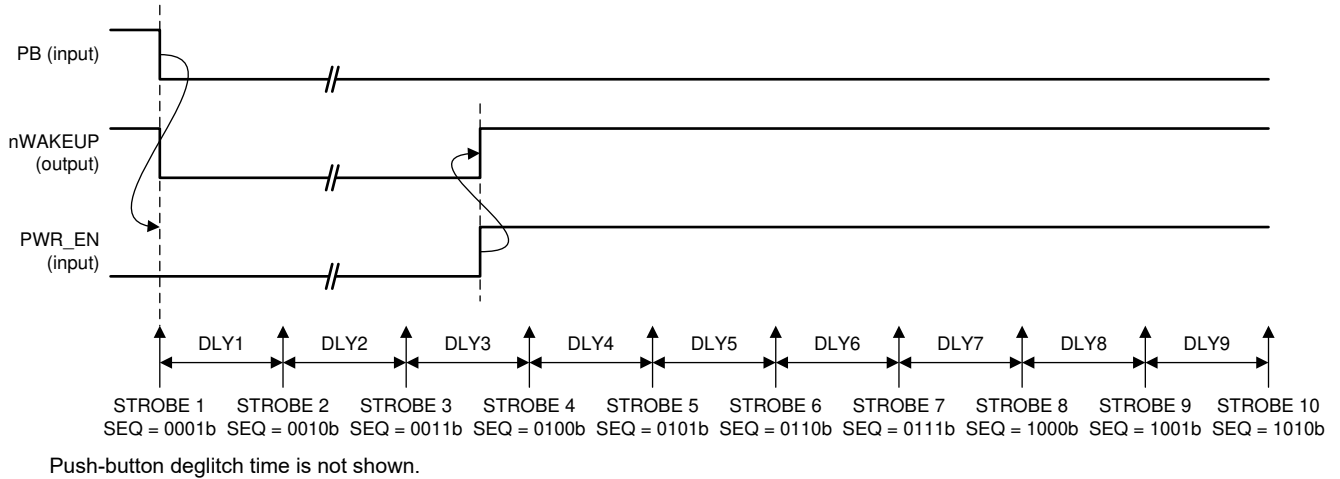 PB (input)
nWAKEUP
(output)
PWR_EN
(input)
DLY1 DLY2 DLY3 DLY4 DLY5 DLY6 DLY7 DLY8 DLY9
STROBE 1 STROBE 2 STROBE 3 STROBE 4 STROBE 5 STROBE 6 STROBE 7 STROBE 8 STROBE 9 STROBE 10
SEQ = 0001b SEQ = 0010b SEQ = 0011b SEQ = 0100b SEQ = 0101b SEQ = 0110b SEQ = 0111b SEQ = 1000b SEQ = 1001b SEQ = 1010b
Push-button deglitch time is not shown.